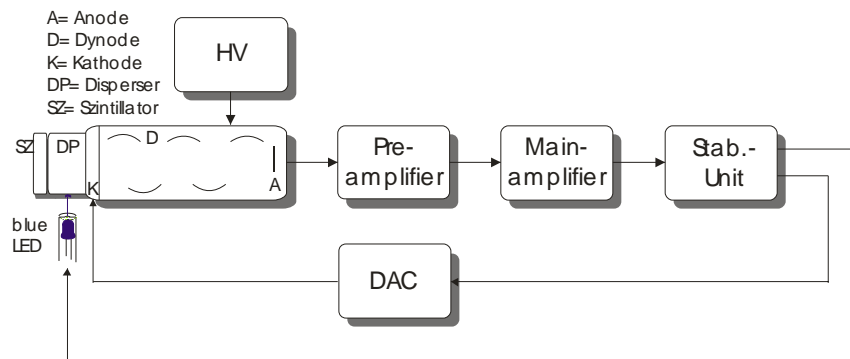 A= Anode
D= Dynode
K= Kathode
DP= Disperser
SZ= Szintillator
HV
SZ
DP
D
K
A
Pre-
amplifier
Main-
amplifier
Stab.-
Unit
blue
LED
DAC